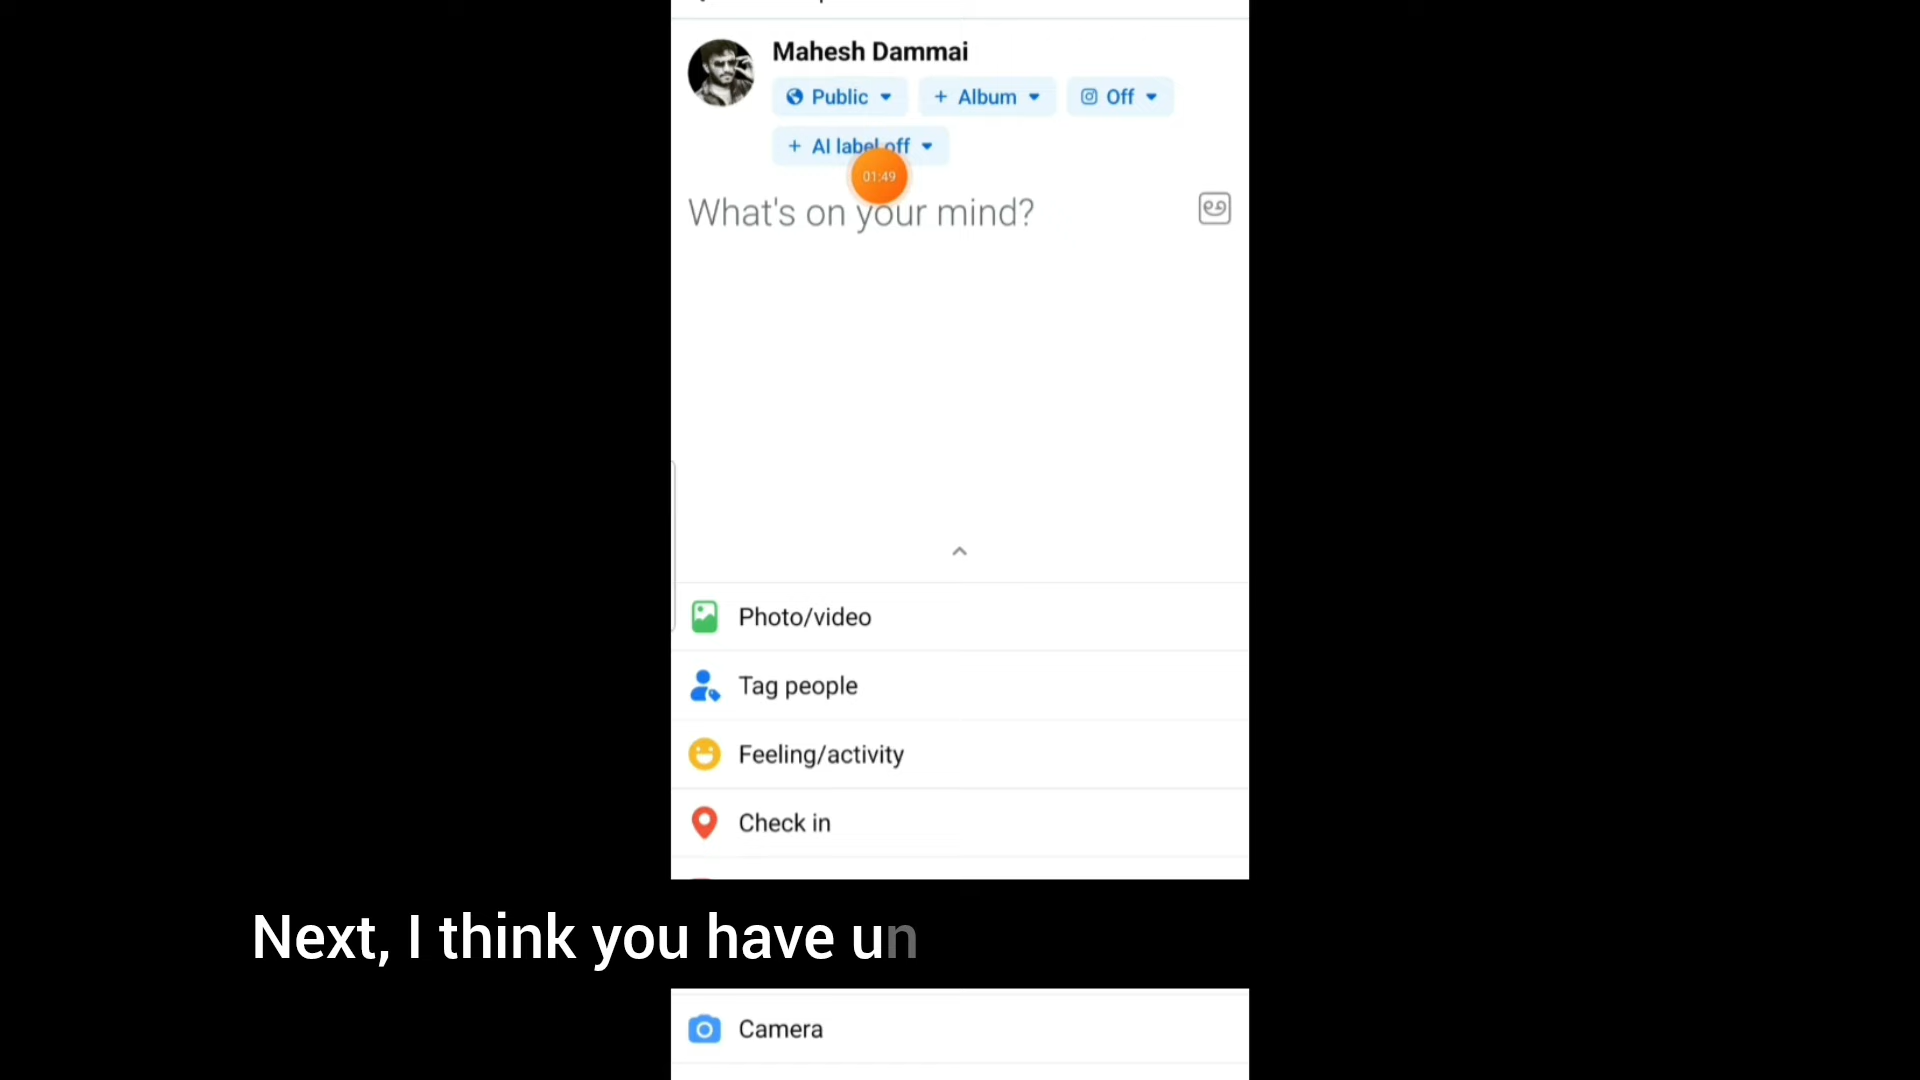 Mahesh Dammai
Public
+ Album
Off
+ AI label off
01:49
What's on your mind?
Photo/video
Tag people
Feeling/activity
Check in
Next, I think you have un
Camera